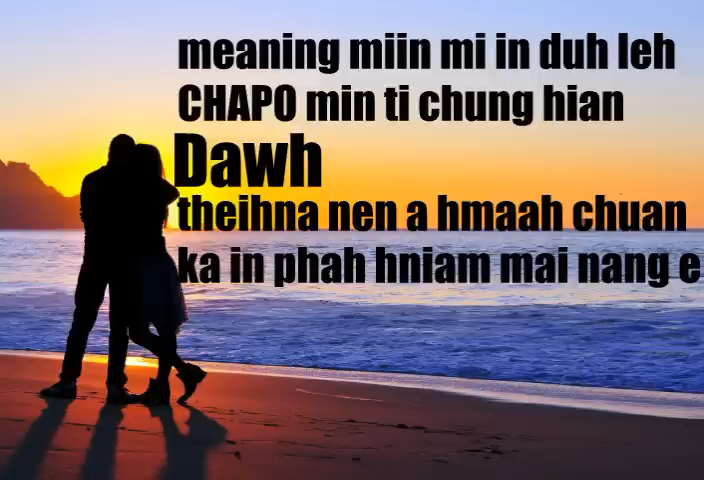 meaning miin mi in duh leh
CHAPO min ti chung hian
Dawh
theihna nen a hmaah chuan
ka in phah hniam mai nang e